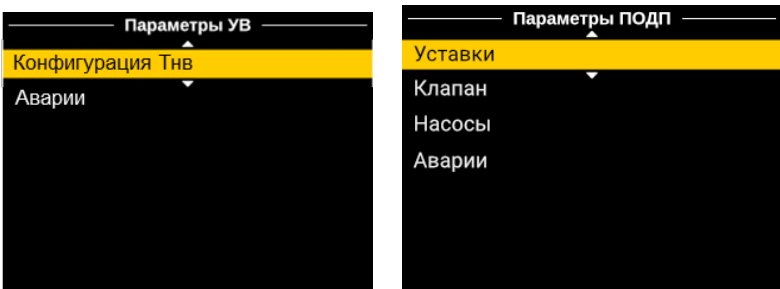 Параметры УВ
Конфигурация Тнв
Аварии
Параметры ПОДП
Уставки
Клапан
Насосы
Аварии